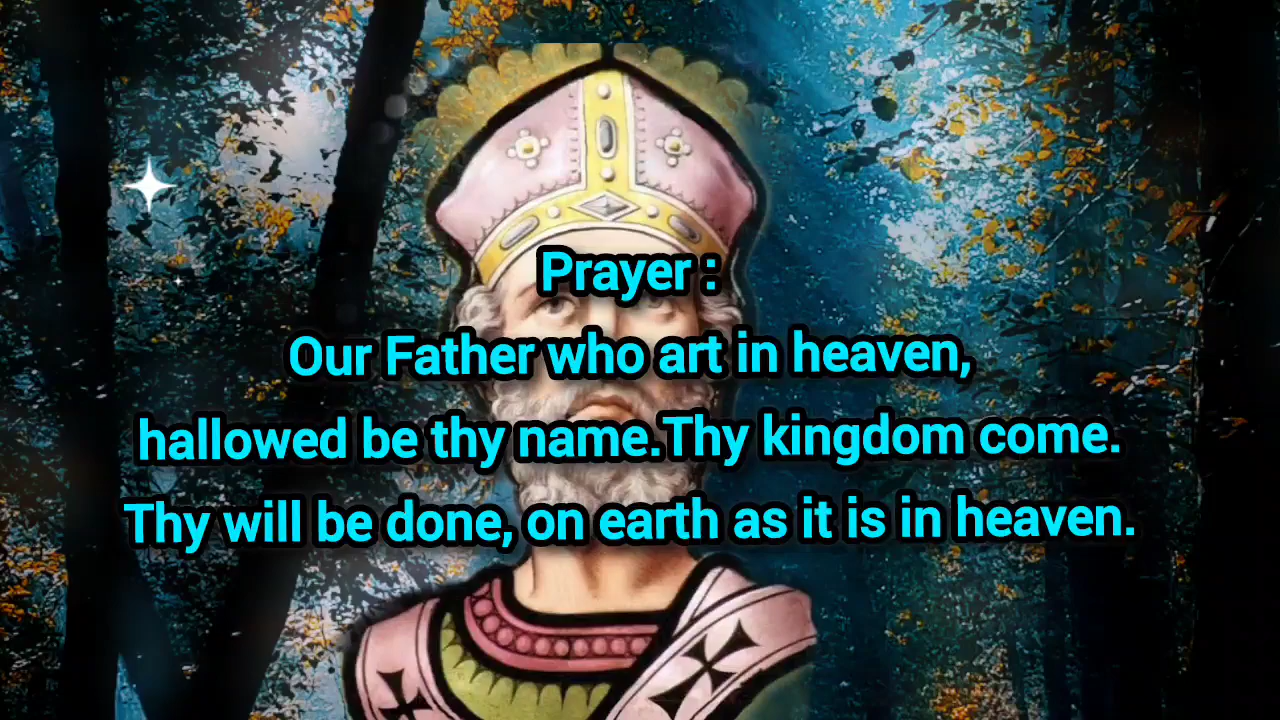 Prayer :
Our Father who art in heaven,
hallowed be thy name.Thy kingdom come.
Thy will be done, on earth as it is in heaven.